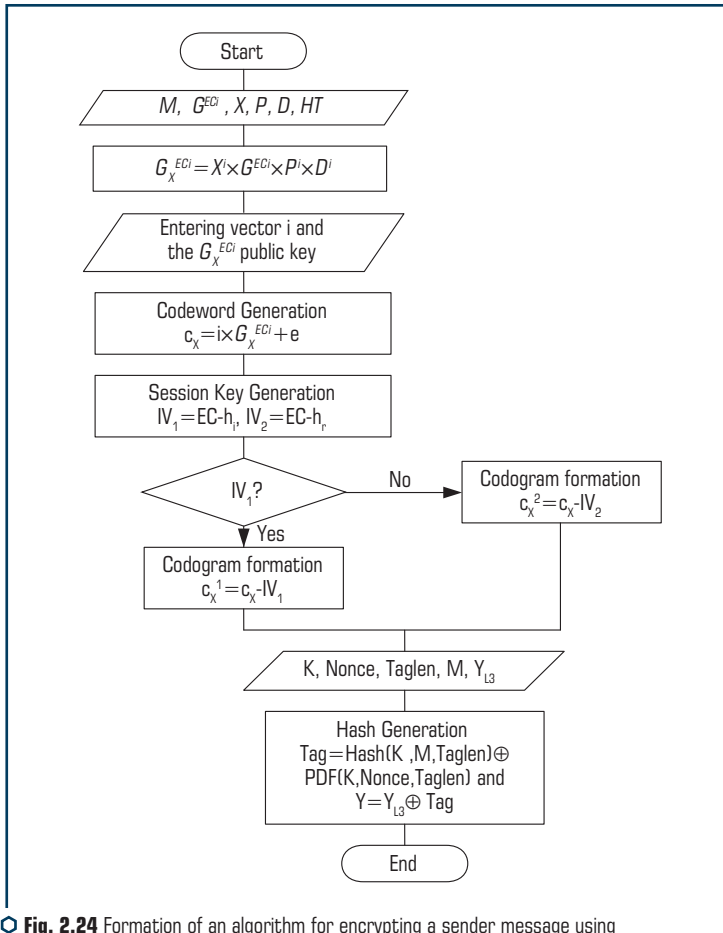 Start
M, G^ECi , X, P, D, HT
G_X^ECi=X^i×G^ECi×P^i×D^i
Entering vector i and
the G_X^ECi public key
Codeword Generation
c_X=i×G_X^ECi+e
Session Key Generation
IV_1=EC-h_i, IV_2=EC-h_r
IV_1?
No
Codogram formation
c_X^2=c_X-IV_2
Yes
Codogram formation
c_X^1=c_X-IV_1
K, Nonce, Taglen, M, Y_L3
Hash Generation
Tag=Hash(K ,M,Taglen)⊕
PDF(K,Nonce,Taglen) and
Y=Y_L3⊕ Tag
End
Fig. 2.24 Formation of an algorithm for encrypting a sender message using